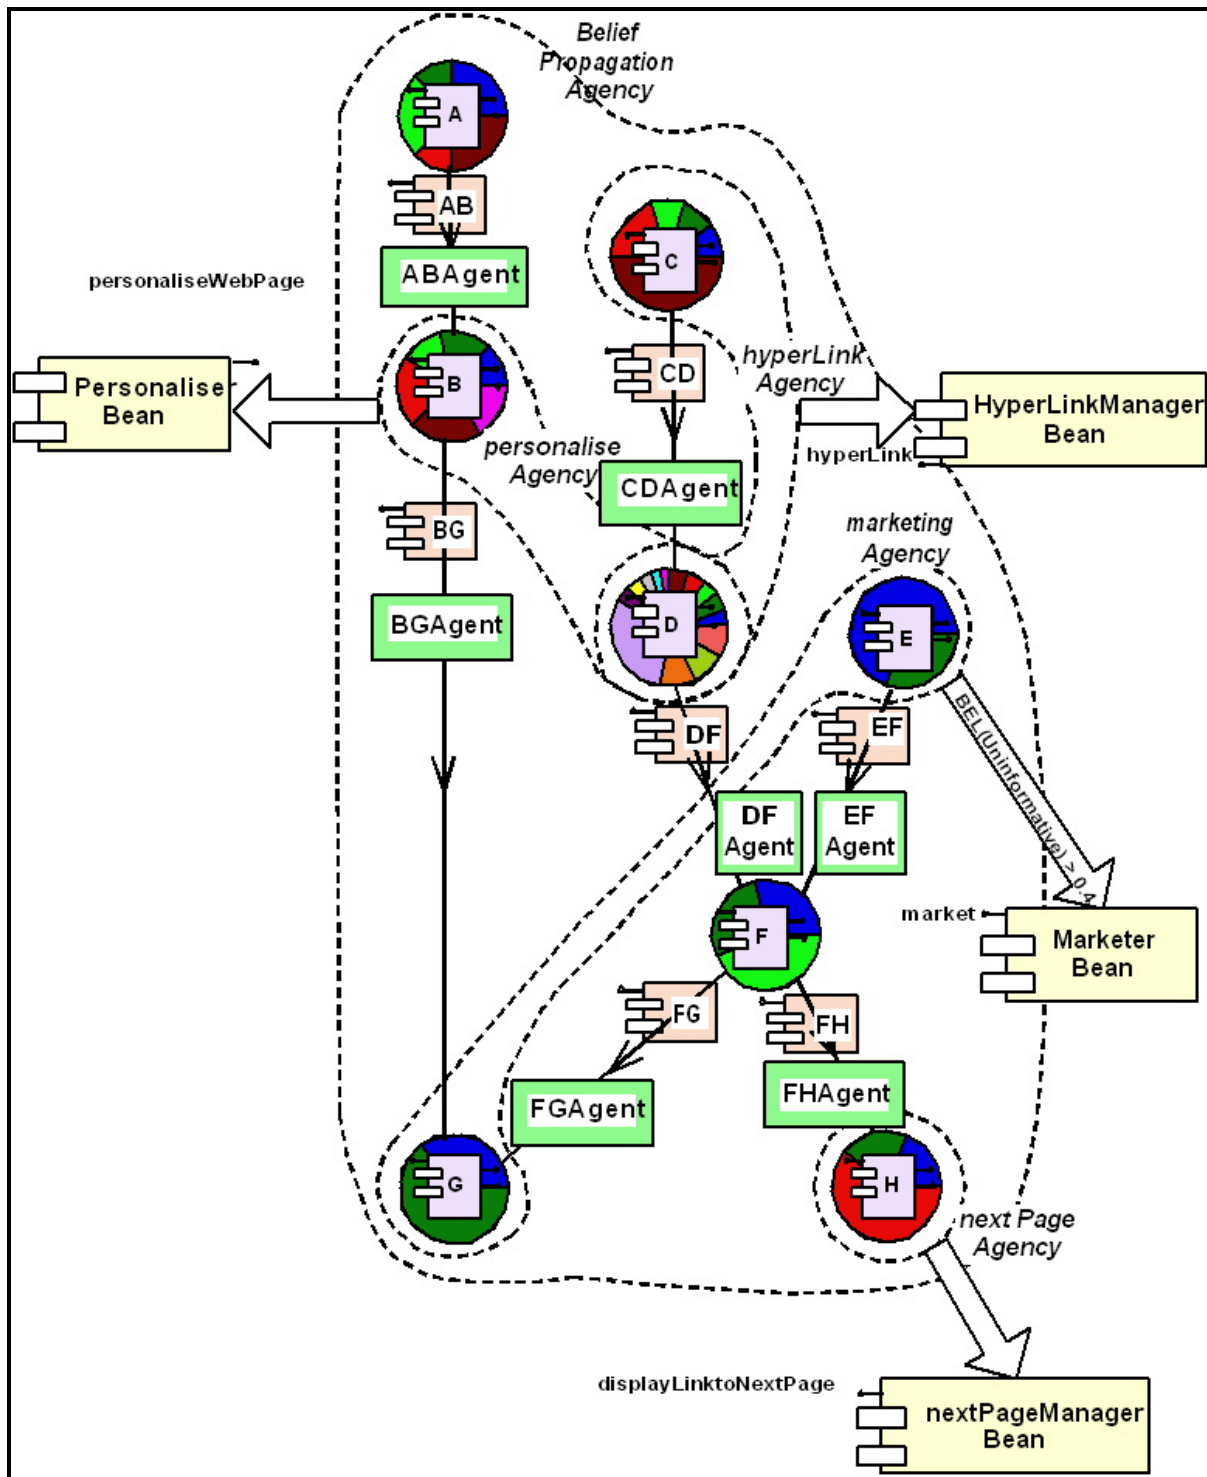 Belief
Propagation
Agency
A
AB
ABAgent
C
personaliseWebPage
B
Personalise
Bean
CD
hyperLink
Agency
HyperLinkManager
Bean
hyperLink
personalise
Agency
CDAgent
BG
marketing
Agency
BGAgent
D
E
DF
EF
BEL(Uninformative) > 0.4
DF
Agent
EF
Agent
market
Marketer
Bean
F
FG
FH
FGAgent
FHAgent
G
H
next Page
Agency
displayLinktoNextPage
nextPageManager
Bean